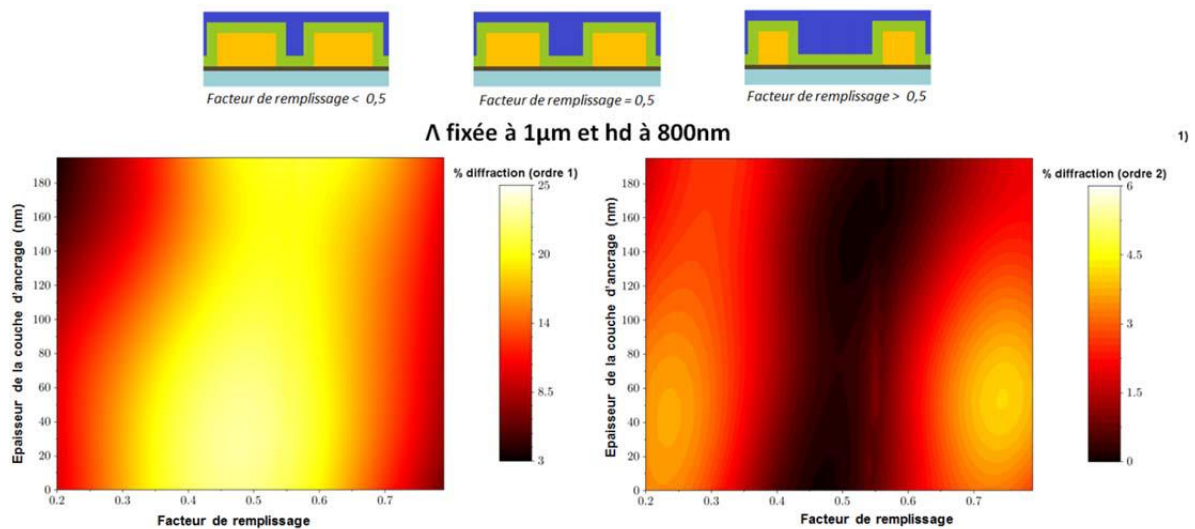 Facteur de remplissage < 0,5
Facteur de remplissage = 0,5
Facteur de remplissage > 0,5
Λ fixée à 1µm et hd à 800nm
1)
% diffraction (ordre 1)
25
20
14
8.5
3
Epaisseur de la couche d'ancrage (nm)
180
160
140
120
100
80
60
40
20
0
0.2 0.3 0.4 0.5 0.6 0.7
Facteur de remplissage
% diffraction (ordre 2)
6
4.5
3
1.5
0
Epaisseur de la couche d'ancrage (nm)
180
160
140
120
100
80
60
40
20
0
0.2 0.3 0.4 0.5 0.6 0.7
Facteur de remplissage